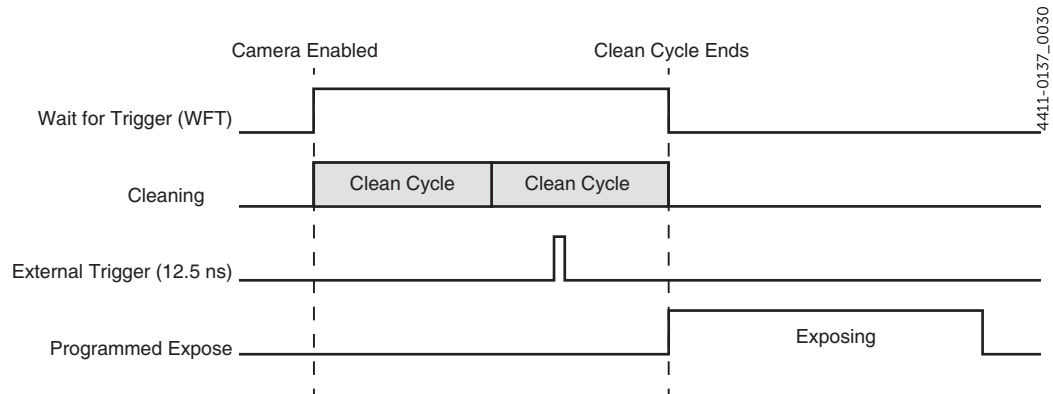 Camera Enabled
Clean Cycle Ends
4411-0137_0030
Wait for Trigger (WFT)
Cleaning
Clean Cycle
Clean Cycle
External Trigger (12.5 ns)
Programmed Expose
Exposing